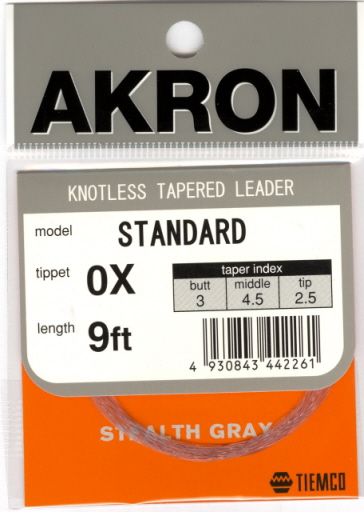 AKRON
KNOTLESS TAPERED LEADER
model STANDARD
tippet 0X
length 9ft
taper index
butt middle tip
3 4.5 2.5
4 930843 442261
STEALTH GRAY
TIEMCO